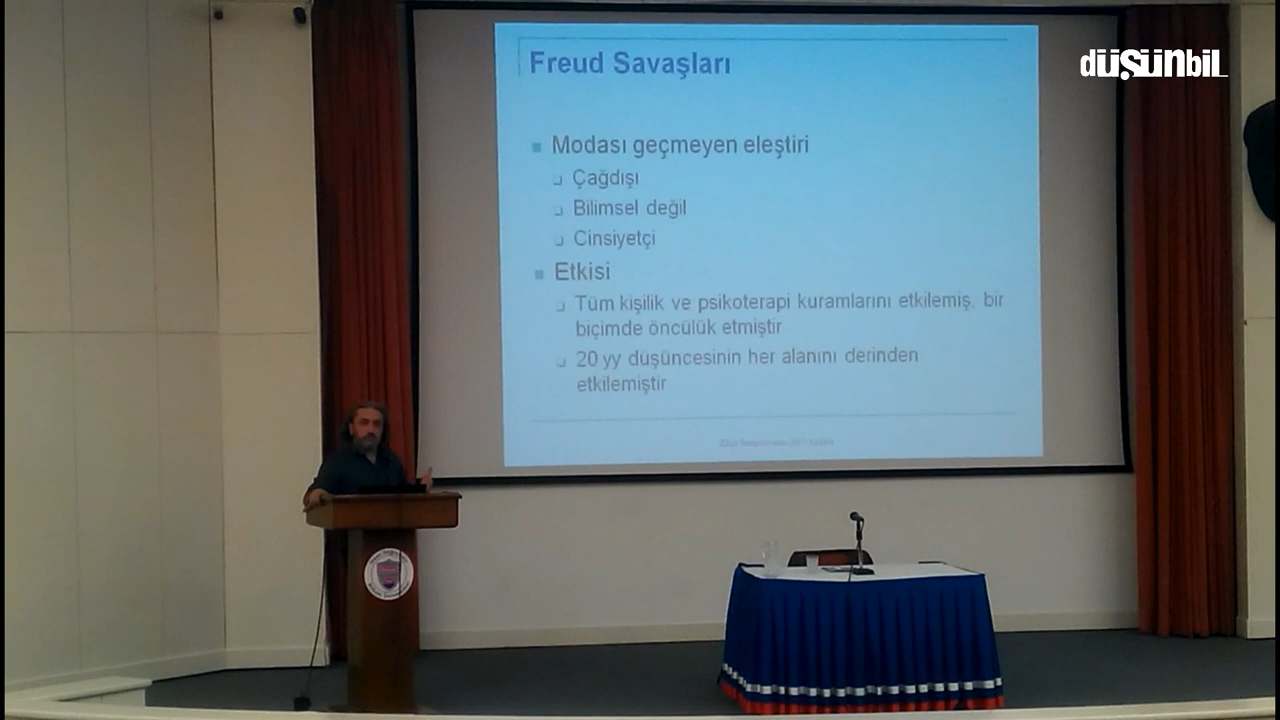 düşünbil_
Freud Savaşları
Modası geçmeyen eleştiri
Çağdışı
Bilimsel değil
Cinsiyetçi
Etkisi
Tüm kişilik ve psikoterapi kuramlarını etkilemiş. bir
biçimde öncülük etmiştir
20 yy düşüncesinin her alanını derinden
etkilemiştir